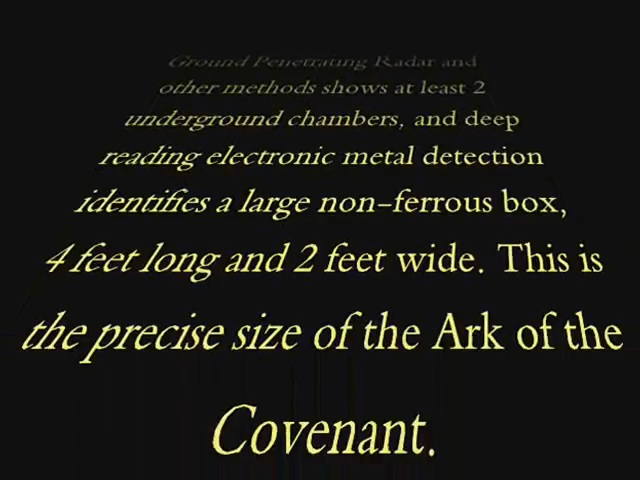 Ground Penetrating Radar and
other methods shows at least 2
underground chambers, and deep
reading electronic metal detection
identifies a large non-ferrous box,
4 feet long and 2 feet wide. This is
the precise size of the Ark of the
Covenant.